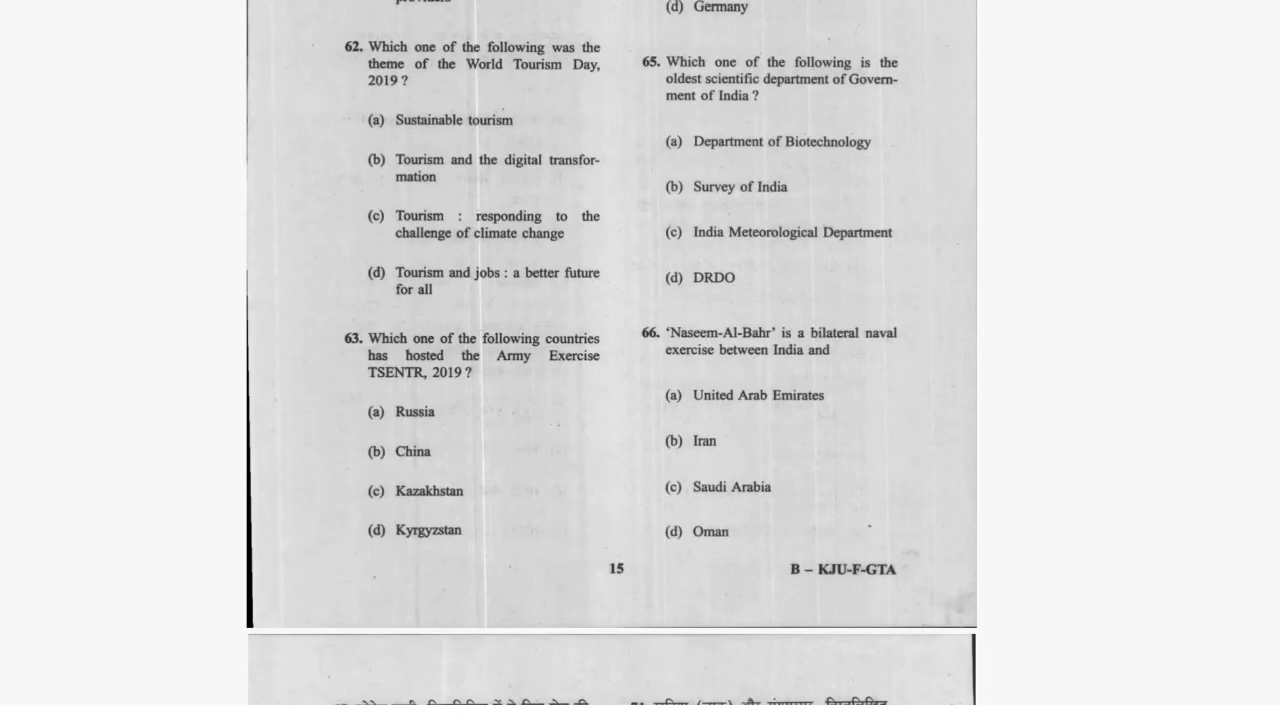 (d) Germany
62. Which one of the following was the
theme of the World Tourism Day,
2019 ?
(a) Sustainable tourism
(b) Tourism and the digital transfor-
mation
(c) Tourism : responding to the
challenge of climate change
(d) Tourism and jobs : a better future
for all
63. Which one of the following countries
has hosted the Army Exercise
TSENTR, 2019 ?
(a) Russia
(b) China
(c) Kazakhstan
(d) Kyrgyzstan
65. Which one of the following is the
oldest scientific department of Govern-
ment of India ?
(a) Department of Biotechnology
(b) Survey of India
(c) India Meteorological Department
(d) DRDO
66. ‘Naseem-Al-Bahr’ is a bilateral naval
exercise between India and
(a) United Arab Emirates
(b) Iran
(c) Saudi Arabia
(d) Oman
15
B – KJU-F-GTA